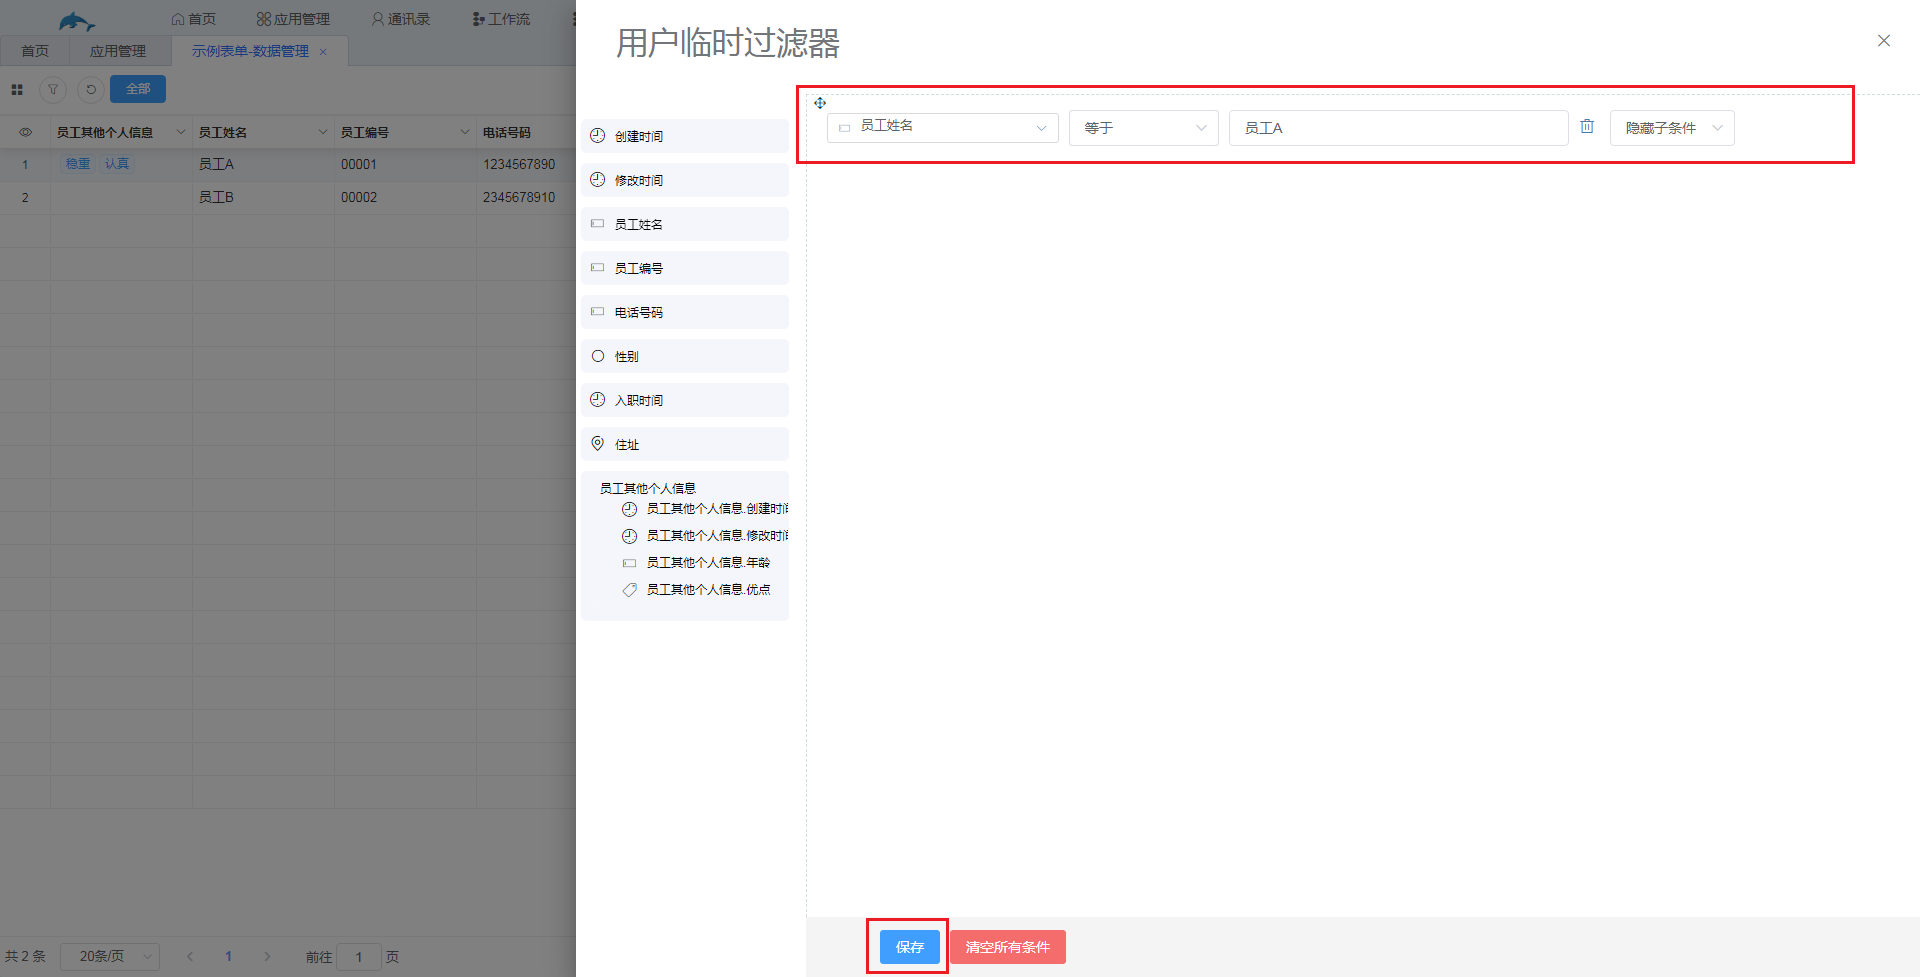 首页
应用管理
通讯录
工作流
首页
应用管理
示例表单-数据管理
全部
员工其他个人信息
员工姓名
员工编号
电话号码
1
稳重
认真
员工A
00001
1234567890
2
员工B
00002
2345678910
共 2 条
20条/页
1
前往
1
页
用户临时过滤器
创建时间
修改时间
员工姓名
员工编号
电话号码
性别
入职时间
住址
员工其他个人信息
员工其他个人信息.创建时间
员工其他个人信息.修改时间
员工其他个人信息.年龄
员工其他个人信息.优点
员工姓名
等于
员工A
隐藏子条件
保存
清空所有条件